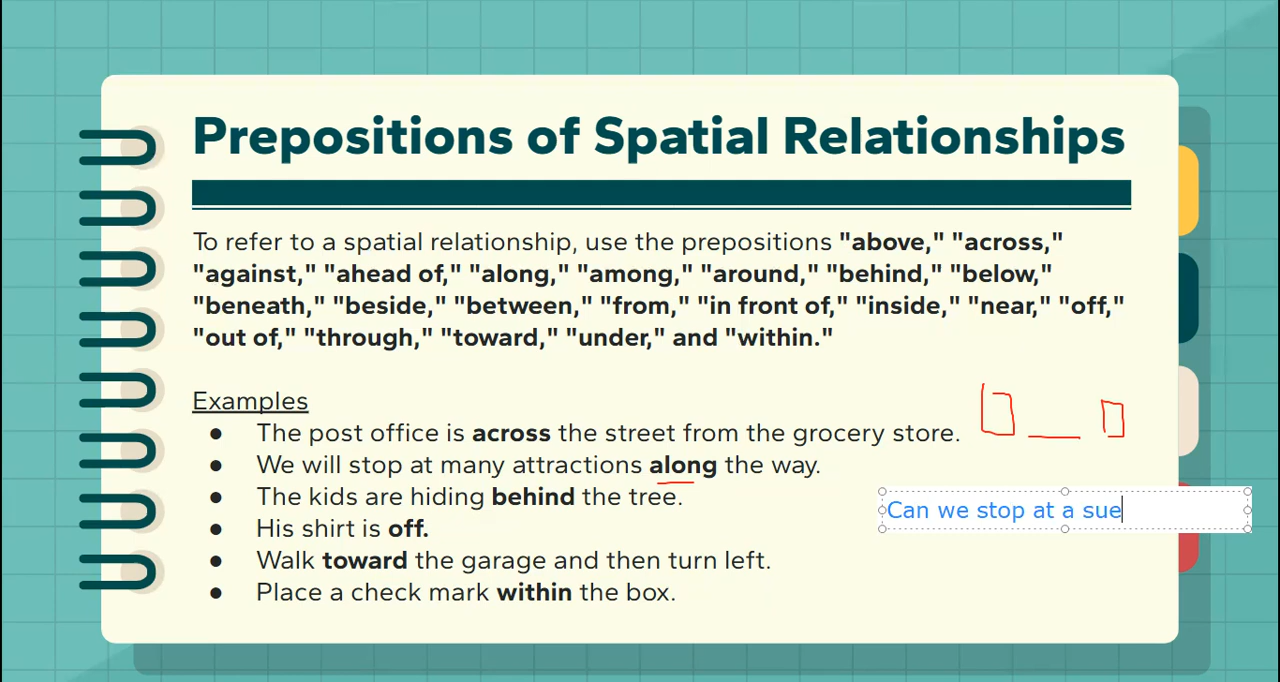 Prepositions of Spatial Relationships
To refer to a spatial relationship, use the prepositions "above," "across,"
"against," "ahead of," "along," "among," "around," "behind," "below,"
"beneath," "beside," "between," "from," "in front of," "inside," "near," "off,"
"out of," "through," "toward," "under," and "within."
Examples
● The post office is across the street from the grocery store.
● We will stop at many attractions along the way.
● The kids are hiding behind the tree.
Can we stop at a sue
● His shirt is off.
● Walk toward the garage and then turn left.
● Place a check mark within the box.